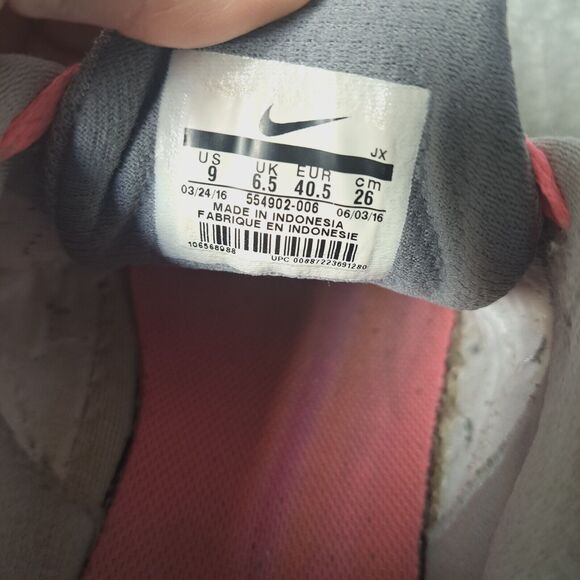 JX
US UK EUR cm
9 6.5 40.5 26
03/24/16 554902-006 06/03/16
MADE IN INDONESIA
FABRIQUE EN INDONESIE
106568988
UPC 00887223691280